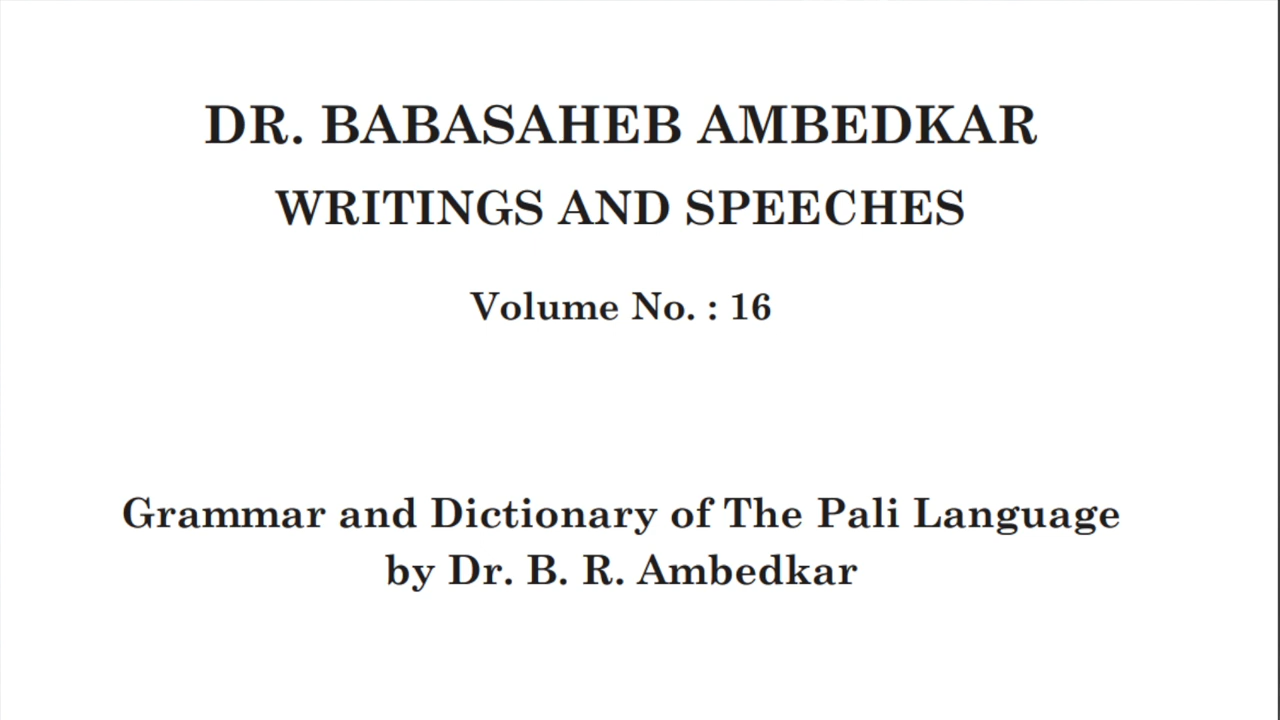 DR. BABASAHEB AMBEDKAR
WRITINGS AND SPEECHES
Volume No. : 16
Grammar and Dictionary of The Pali Language
by Dr. B. R. Ambedkar